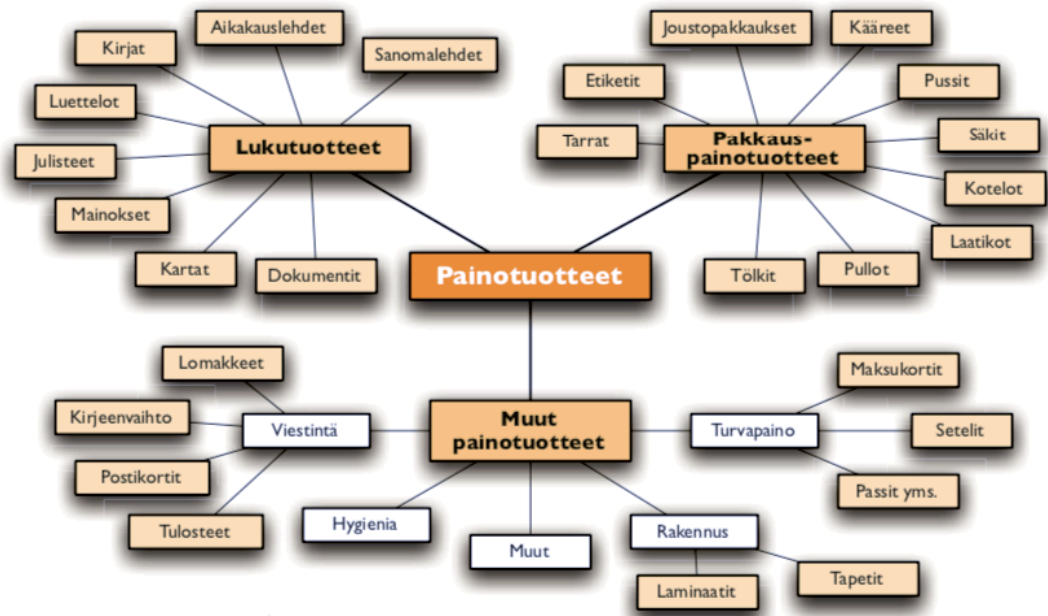 Aikakauslehdet
Kirjat
Sanomalehdet
Luettelot
Lukutuotteet
Julisteet
Mainokset
Kartat
Dokumentit
Joustopakkaukset
Kääreet
Etiketit
Pussit
Tarrat
Pakkaus-
painotuotteet
Säkit
Kotelot
Laatikot
Tölkit
Pullot
Painotuotteet
Lomakkeet
Kirjeenvaihto
Viestintä
Postikortit
Tulosteet
Muut
painotuotteet
Maksukortit
Turvapaino
Setelit
Passit yms.
Hygienia
Muut
Rakennus
Laminaatit
Tapetit